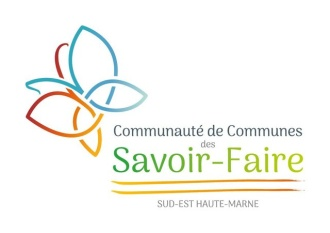 Communauté de Communes
des
Savoir-Faire
SUD-EST HAUTE-MARNE